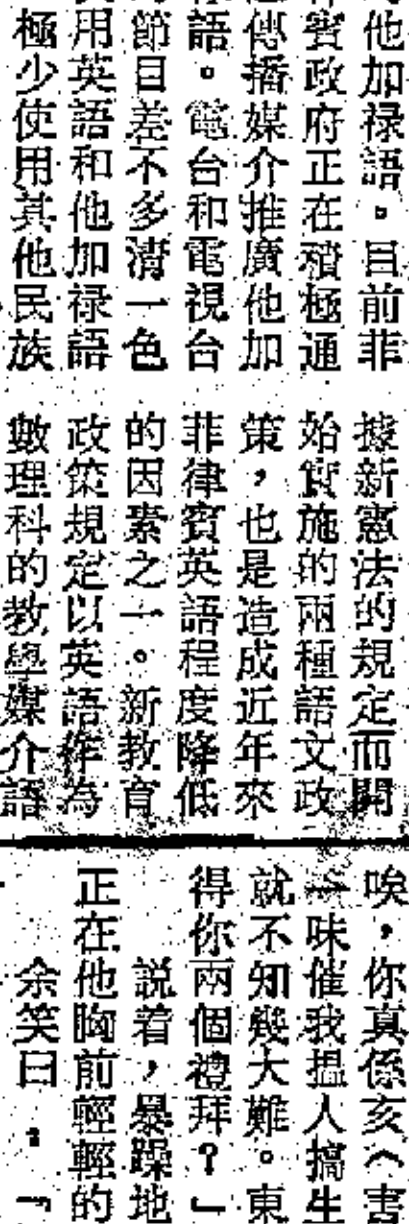 他加祿語。目前菲
律賓政府正在積極通
傳播媒介推廣他加
語。電台和電視台
節目差不多清一色
用英語和他加祿語
極少使用其他民族
據新憲法的規定而開
始實施的兩種語文政
策,也是造成近年來
菲律賓英語程度降低
的因素之一。新教育
政策規定以英語作為
數理科的教學媒介語
唉,你真係亥へ害
一味催我搵人搞生
就不知幾大難。東
得你兩個禮拜?」
說着,暴躁地
正在他胸前輕輕的
余笑曰:「